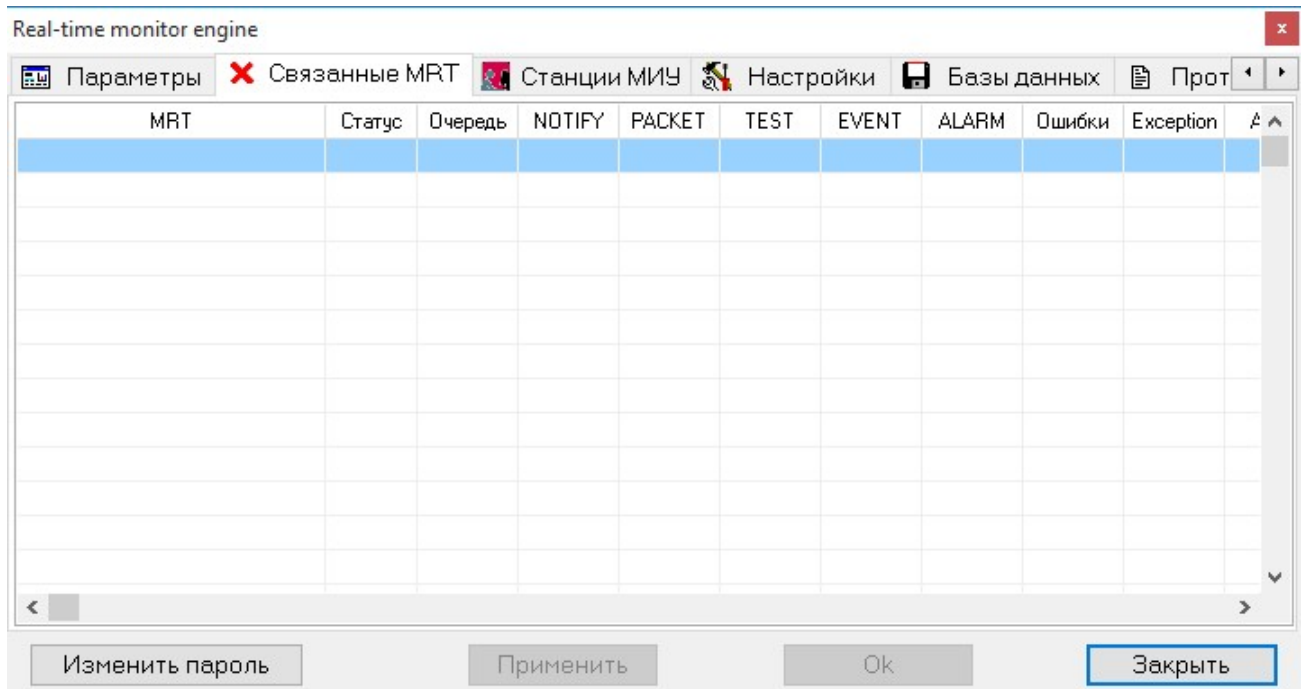 Real-time monitor engine
Параметры Связанные MRT Станции МИУ Настройки Базы данных Прот
MRT Статус Очередь NOTIFY PACKET TEST EVENT ALARM Ошибки Exception
Изменить пароль Применить Ok Закрыть